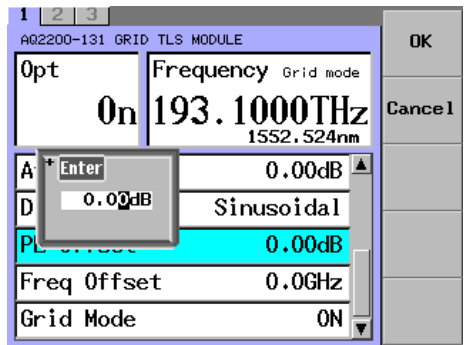 1 2 3
AQ2200-131 GRID TLS MODULE
OK
Opt
Frequency Grid mode
On
193.1000THz
1552.524nm
Cancel
Enter
0.00dB
0.00dB
Sinusoidal
0.00dB
Freq Offset 0.0GHz
Grid Mode ON